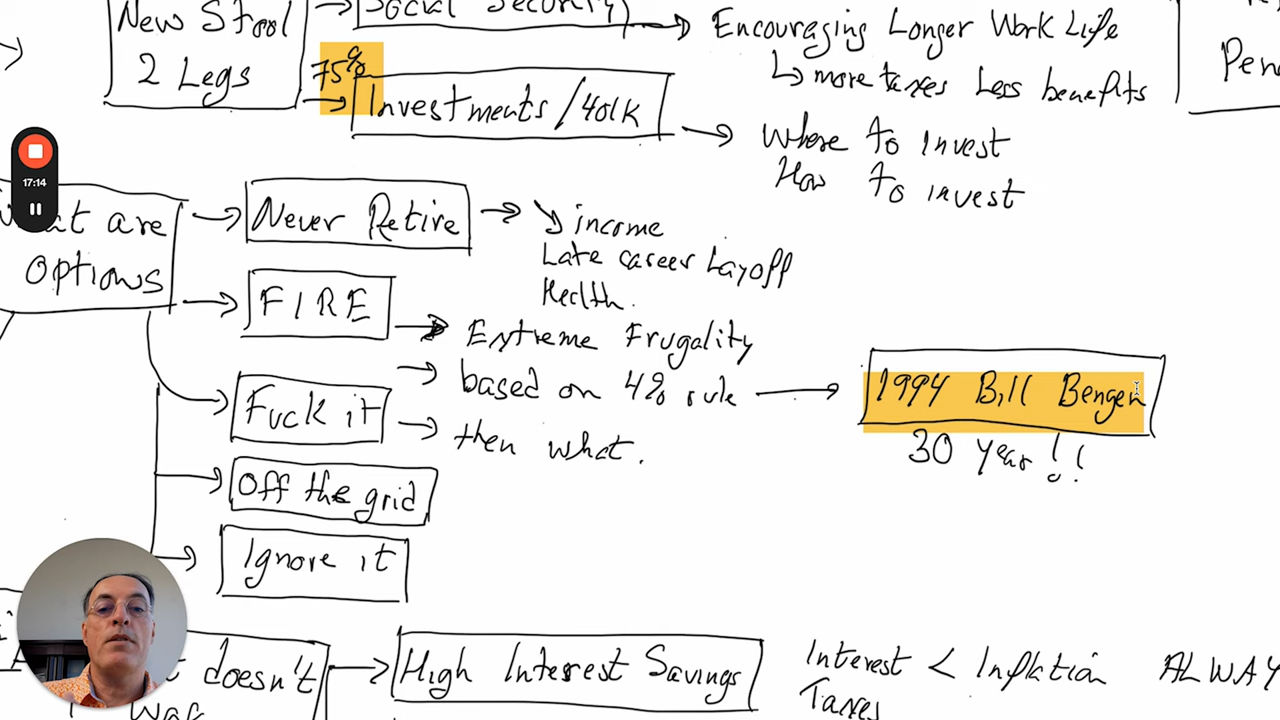 New Stool
2 Legs
Social Security
75%
Investments/401K
Encouraging Longer Work Life
↳ more taxes Less benefits
Where to invest
How to invest
17:14
are
options
Never Retire
↘ income
Late career Layoff
Health.
FIRE
Extreme Frugality
based on 4% rule
1994 Bill Bengen
30 year!!
Fuck it
then what.
Off the grid
Ignore it
doesn't
High Interest Savings
Interest < Inflation ALWAY
Taxes